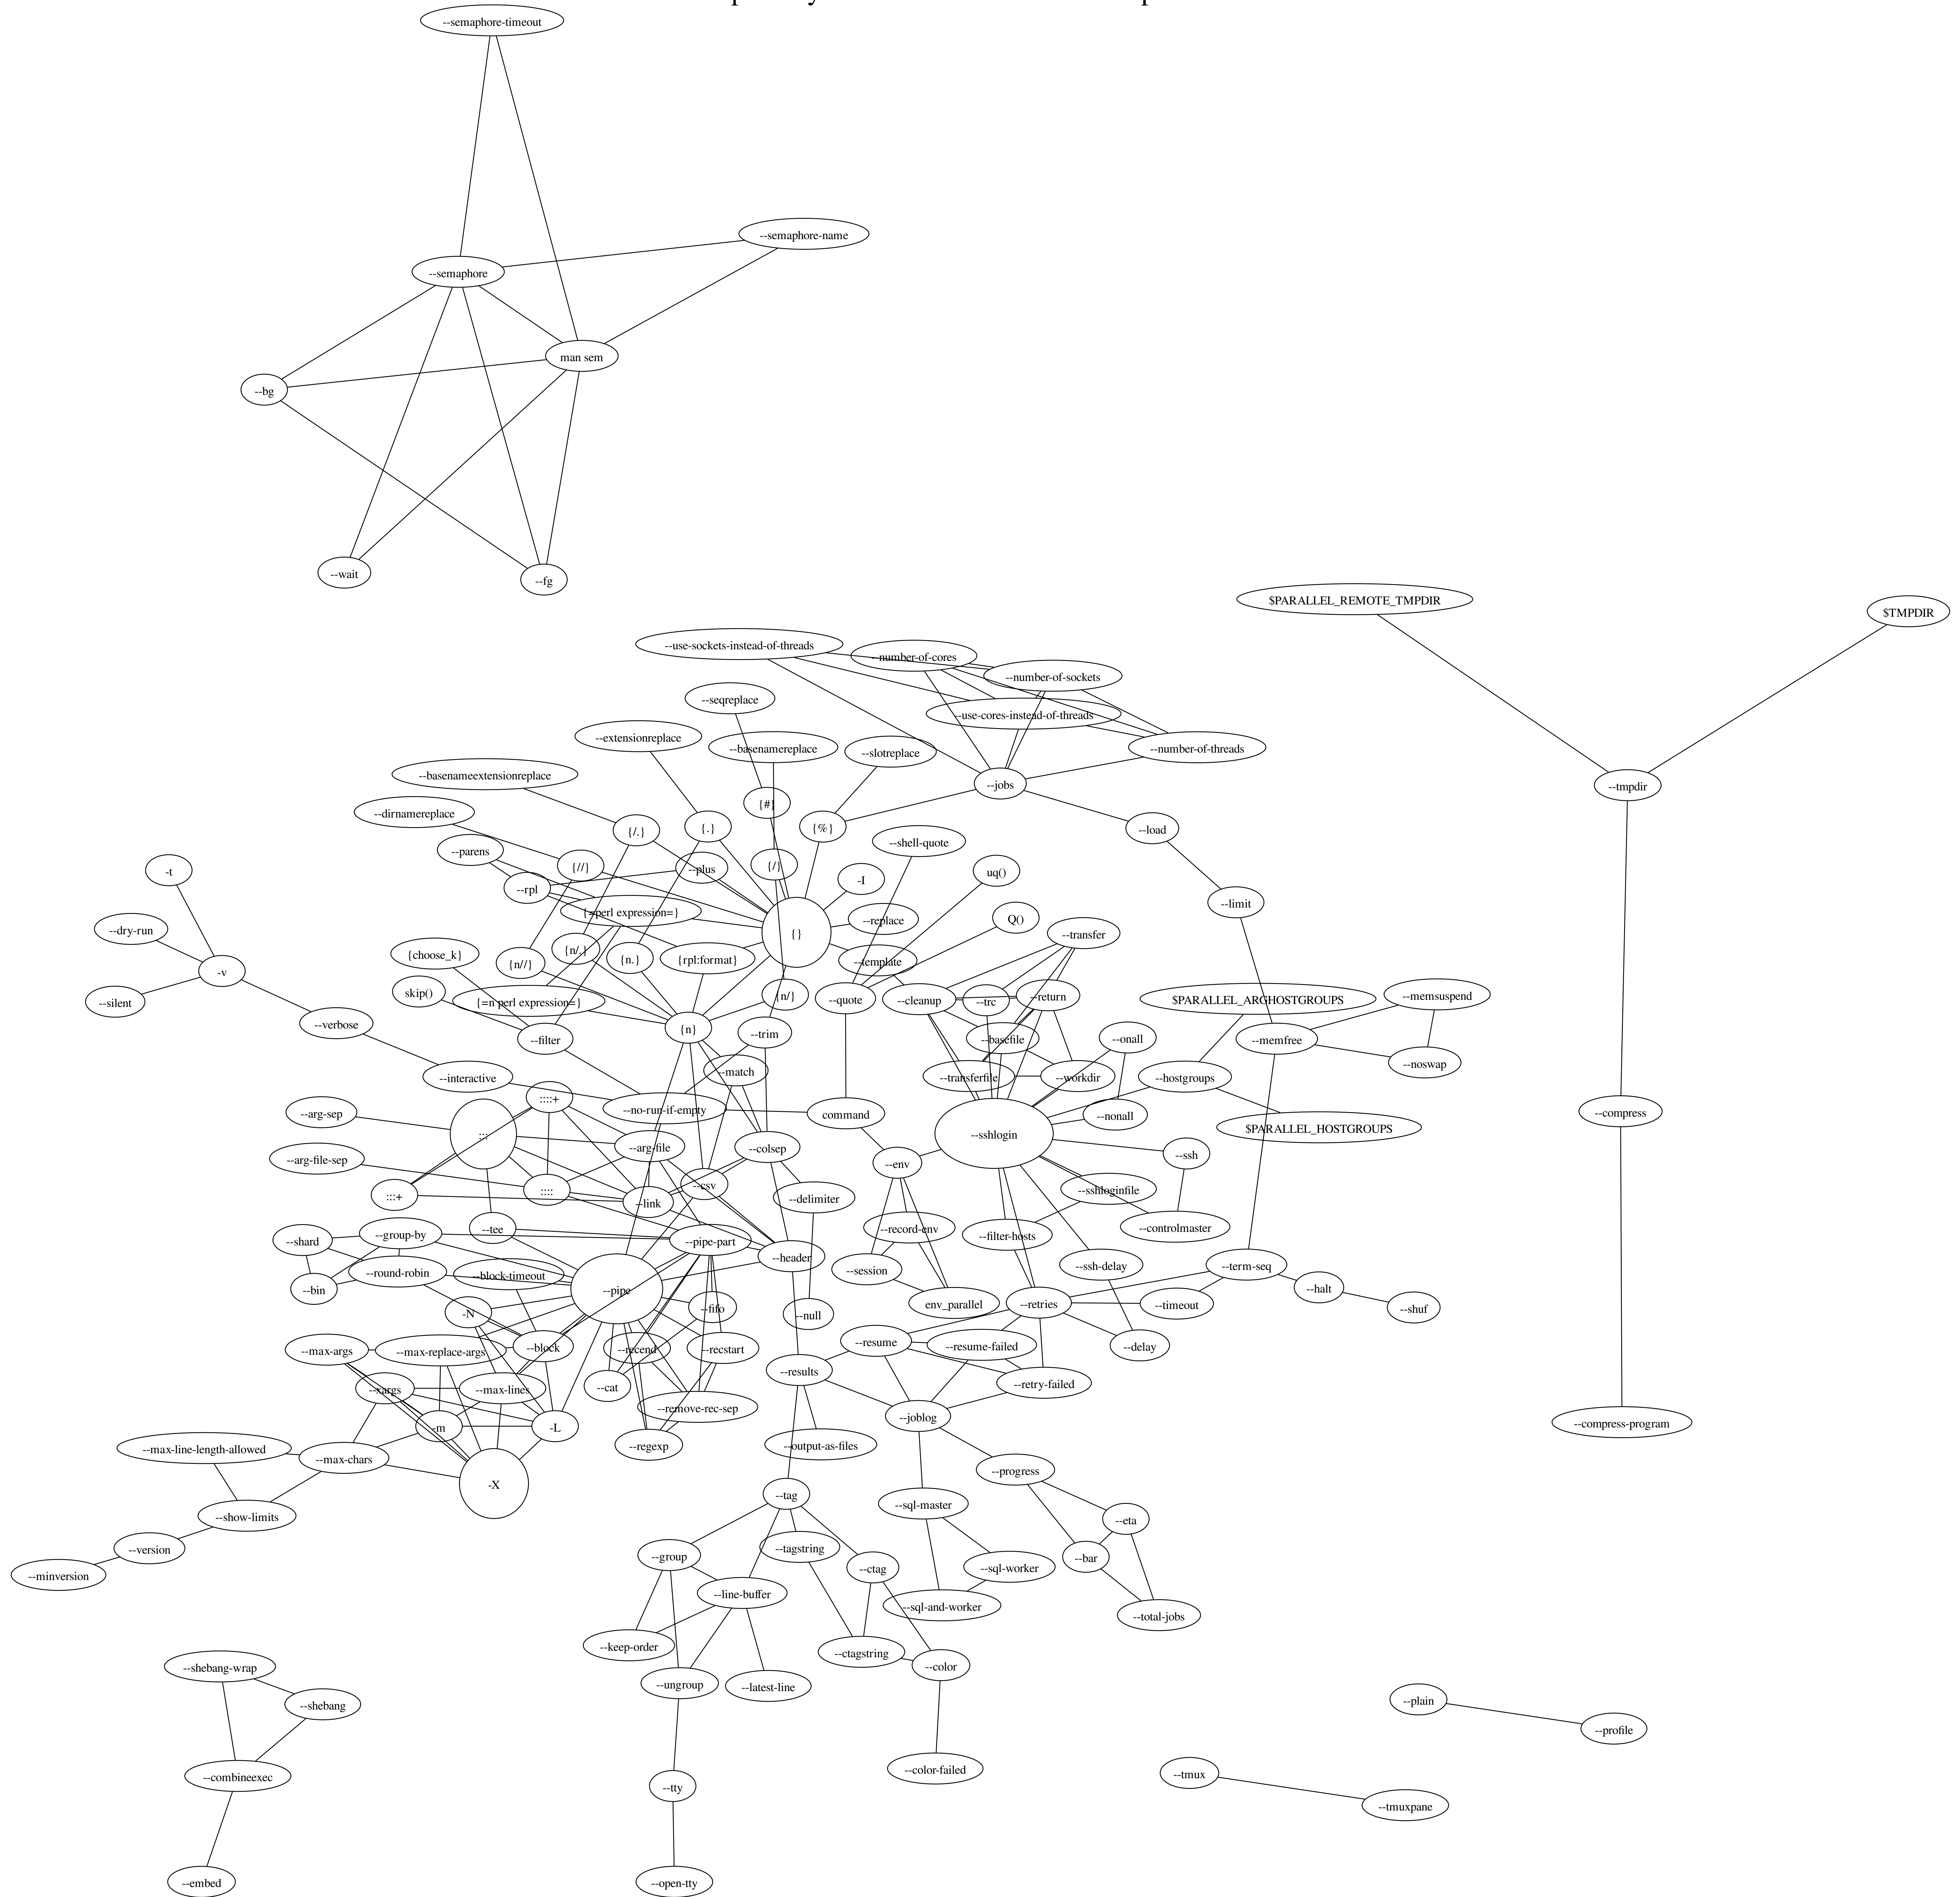 --semaphore-timeout
--semaphore-name
--semaphore
man sem
--bg
--wait
--fg
$PARALLEL_REMOTE_TMPDIR
$TMPDIR
--use-sockets-instead-of-threads
--number-of-cores
--number-of-sockets
--seqreplace
--use-cores-instead-of-threads
--extensionreplace
--basenamereplace
--slotreplace
--number-of-threads
--basenameextensionreplace
--jobs
--tmpdir
{#}
--dirnamereplace
{/.}
{.}
{%}
--load
--shell-quote
--parens
{//}
--plus
{/}
-t
uq()
-I
--rpl
--limit
{=perl expression=}
--replace
Q()
--dry-run
{}
--transfer
{choose_k}
{n/.}
{n//}
{n.}
{rpl:format}
--template
-v
skip()
{n/}
--silent
{=n perl expression=}
--quote
--cleanup
--trc
--return
$PARALLEL_ARGHOSTGROUPS
--memsuspend
--verbose
{n}
--trim
--filter
--basefile
--onall
--memfree
--noswap
--match
--interactive
--transferfile
--workdir
--hostgroups
::::+
--arg-sep
--no-run-if-empty
command
--nonall
--compress
$PARALLEL_HOSTGROUPS
:::
--sshlogin
--arg-file
--colsep
--arg-file-sep
--env
--ssh
:::+
::::
--csv
--link
--delimiter
--sshloginfile
--tee
--record-env
--controlmaster
--shard
--group-by
--pipe-part
--filter-hosts
--header
--round-robin
--block-timeout
--session
--ssh-delay
--term-seq
--bin
--pipe
--halt
-N
--fifo
--null
env_parallel
--retries
--timeout
--shuf
--max-args
--max-replace-args
--block
--recend
--recstart
--resume
--resume-failed
--delay
--xargs
--max-lines
--cat
--results
--retry-failed
--remove-rec-sep
-m
-L
--joblog
--compress-program
--max-line-length-allowed
--max-chars
--regexp
--output-as-files
-X
--progress
--tag
--sql-master
--show-limits
--eta
--version
--group
--tagstring
--bar
--minversion
--ctag
--sql-worker
--line-buffer
--sql-and-worker
--total-jobs
--keep-order
--ctagstring
--shebang-wrap
--color
--ungroup
--latest-line
--shebang
--plain
--profile
--color-failed
--combineexec
--tmux
--tty
--tmuxpane
--embed
--open-tty